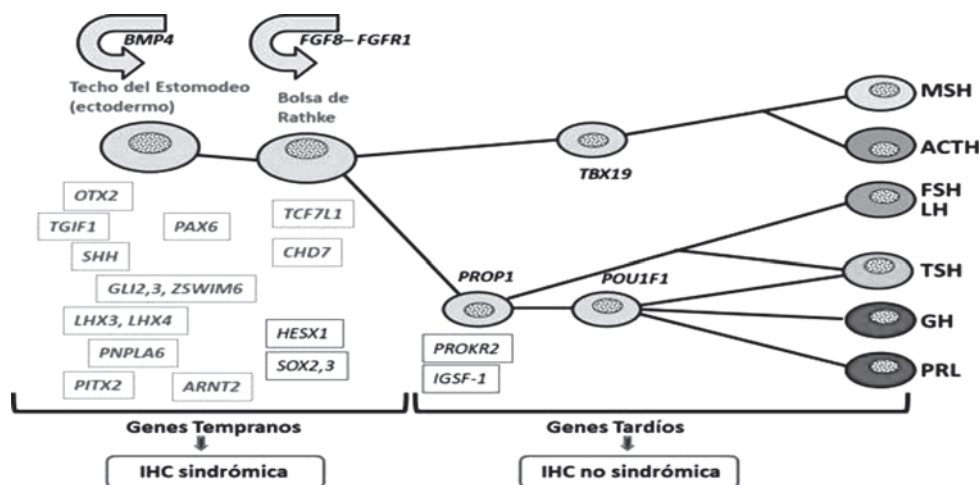 BMP4
FGF8– FGFR1
Techo del Estomodeo
(ectodermo)
Bolsa de
Rathke
MSH
ACTH
TBX19
FSH
LH
OTX2
TGIF1
PAX6
SHH
GLI2,3, ZSWIM6
LHX3, LHX4
PNPLA6
PITX2
ARNT2
TCF7L1
CHD7
HESX1
SOX2,3
PROP1
POU1F1
PROKR2
IGSF-1
TSH
GH
PRL
Genes Tempranos
Genes Tardíos
IHC sindrómica
IHC no sindrómica